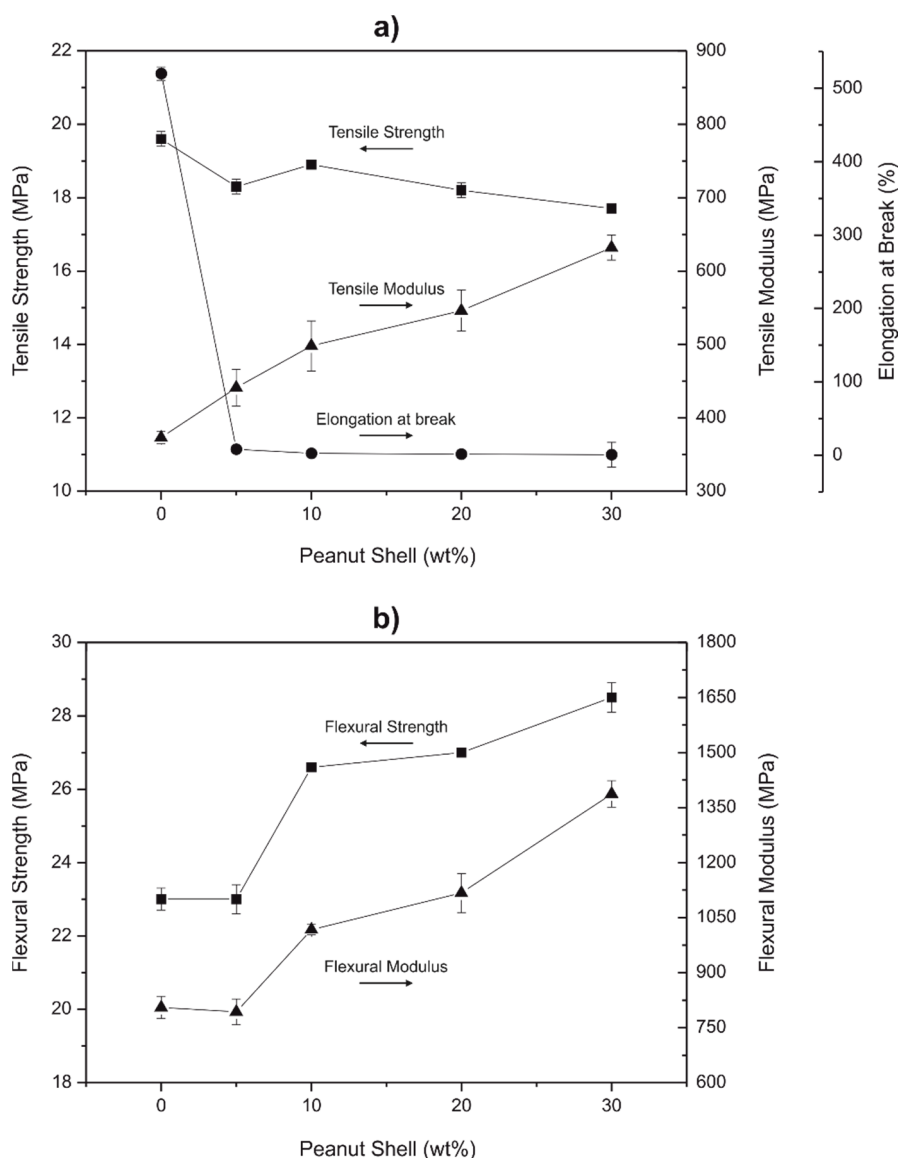 a)
22
20
18
16
14
12
10
Tensile Strength (MPa)
900
800
700
600
500
400
300
Tensile Modulus (MPa)
500
400
300
200
100
0
Elongation at Break (%)
Tensile Strength
Tensile Modulus
Elongation at break
0 10 20 30
Peanut Shell (wt%)
b)
30
28
26
24
22
20
18
Flexural Strength (MPa)
1800
1650
1500
1350
1200
1050
900
750
600
Flexural Modulus (MPa)
Flexural Strength
Flexural Modulus
0 10 20 30
Peanut Shell (wt%)